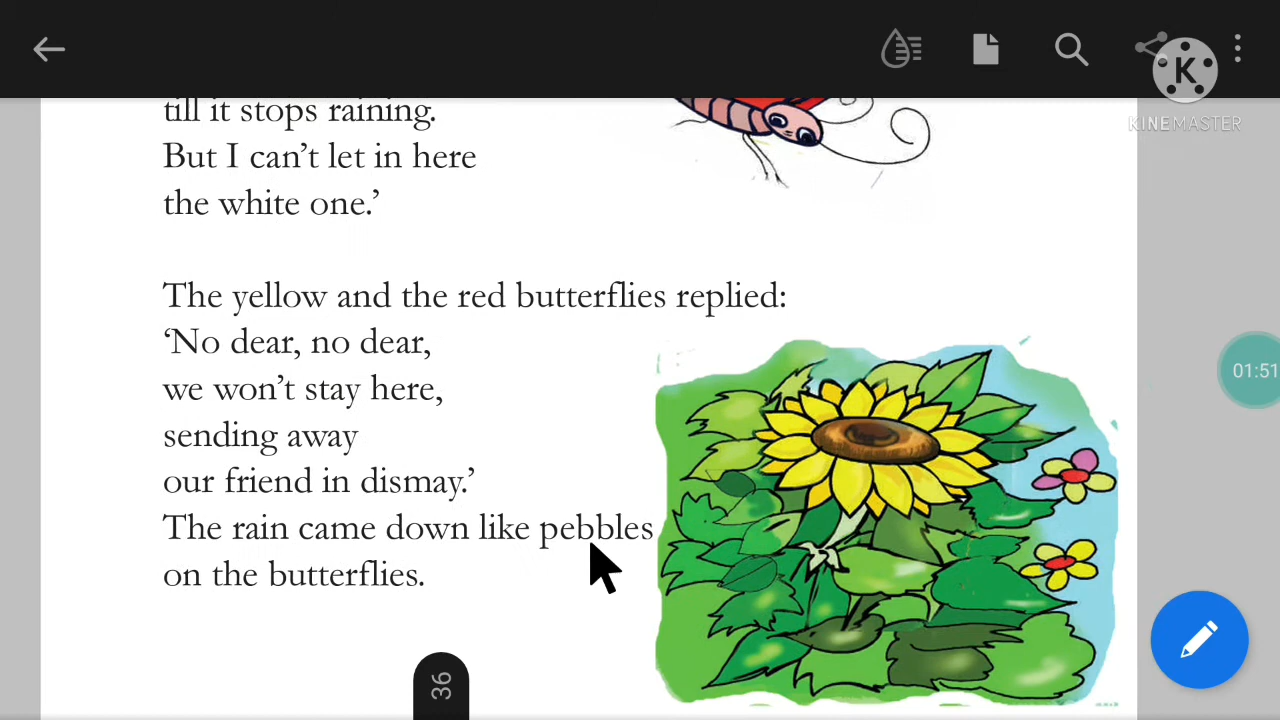 K
KINEMASTER
till it stops raining.
But I can’t let in here
the white one.’
The yellow and the red butterflies replied:
‘No dear, no dear,
we won’t stay here,
sending away
our friend in dismay.’
The rain came down like pebbles
on the butterflies.
01:51
36